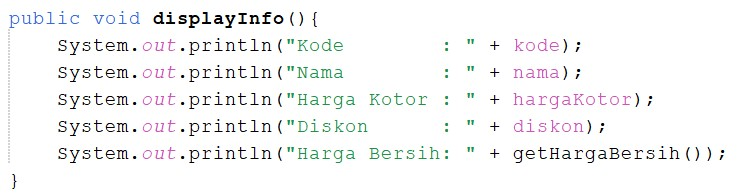 public void displayInfo(){
    System.out.println("Kode        : " + kode);
    System.out.println("Nama        : " + nama);
    System.out.println("Harga Kotor : " + hargaKotor);
    System.out.println("Diskon      : " + diskon);
    System.out.println("Harga Bersih: " + getHargaBersih());
}